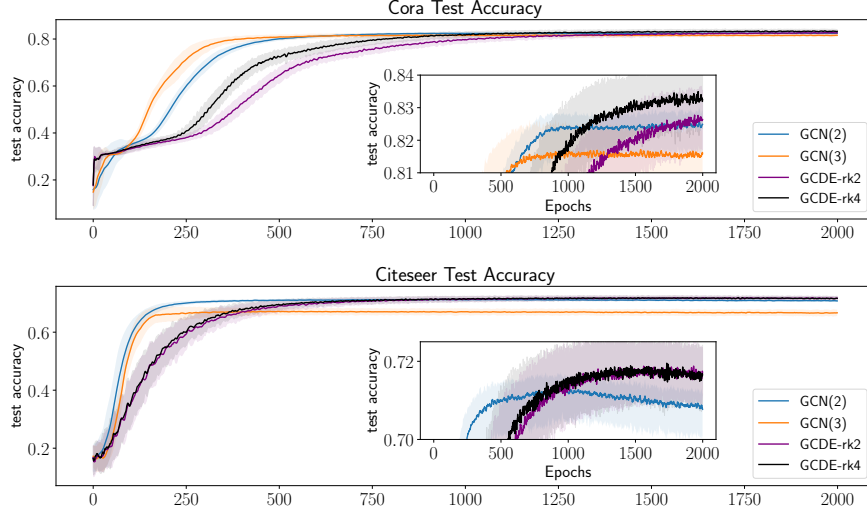 Cora Test Accuracy
test accuracy
0.8
0.6
0.4
0.2
0.84
0.83
0.82
0.81
test accuracy
0
500
1000
1500
2000
Epochs
GCN(2)
GCN(3)
GCDE-rk2
GCDE-rk4
0
250
500
750
1000
1250
1500
1750
2000
Citeseer Test Accuracy
test accuracy
0.6
0.4
0.2
0.72
0.70
test accuracy
0
500
1000
1500
2000
Epochs
GCN(2)
GCN(3)
GCDE-rk2
GCDE-rk4
0
250
500
750
1000
1250
1500
1750
2000